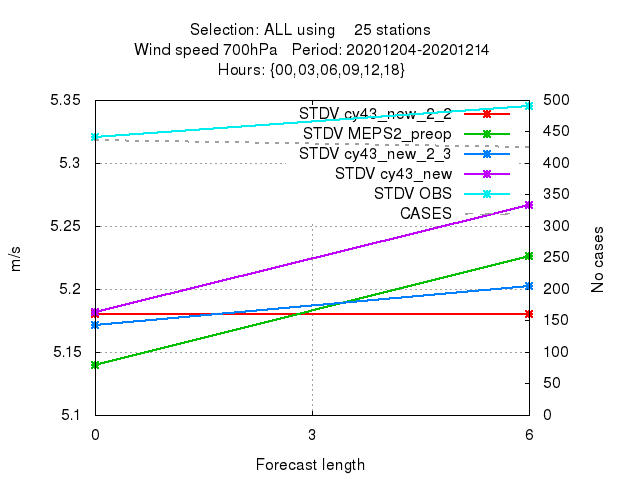 Selection: ALL using 25 stations
Wind speed 700hPa Period: 20201204-20201214
Hours: {00,03,06,09,12,18}
STDV cy43_new_2_2
STDV MEPS2_preop
STDV cy43_new_2_3
STDV cy43_new
STDV OBS
CASES
5.35
5.3
5.25
5.2
5.15
5.1
m/s
500
450
400
350
300
250
200
150
100
50
0
No cases
0 3 6
Forecast length